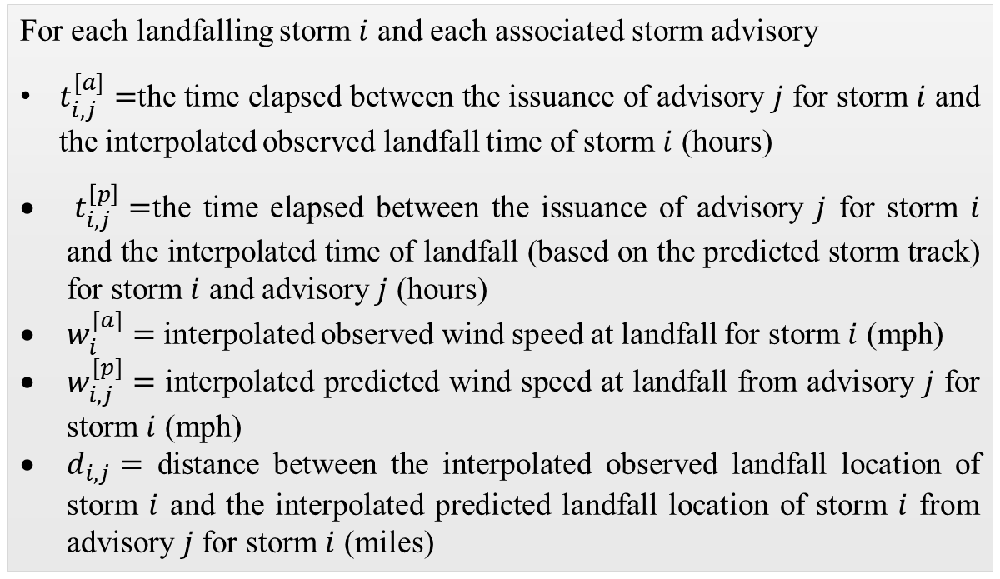 For each landfalling storm 𝑖 and each associated storm advisory
• 𝑡_{𝑖,𝑗}^{[𝑎]} =the time elapsed between the issuance of advisory 𝑗 for storm 𝑖 and
the interpolated observed landfall time of storm 𝑖 (hours)
• 𝑡_{𝑖,𝑗}^{[𝑝]} =the time elapsed between the issuance of advisory 𝑗 for storm 𝑖
and the interpolated time of landfall (based on the predicted storm track)
for storm 𝑖 and advisory 𝑗 (hours)
• 𝑤_{𝑖}^{[𝑎]} = interpolated observed wind speed at landfall for storm 𝑖 (mph)
• 𝑤_{𝑖,𝑗}^{[𝑝]} = interpolated predicted wind speed at landfall from advisory 𝑗 for
storm 𝑖 (mph)
• 𝑑_{𝑖,𝑗} = distance between the interpolated observed landfall location of
storm 𝑖 and the interpolated predicted landfall location of storm 𝑖 from
advisory 𝑗 for storm 𝑖 (miles)